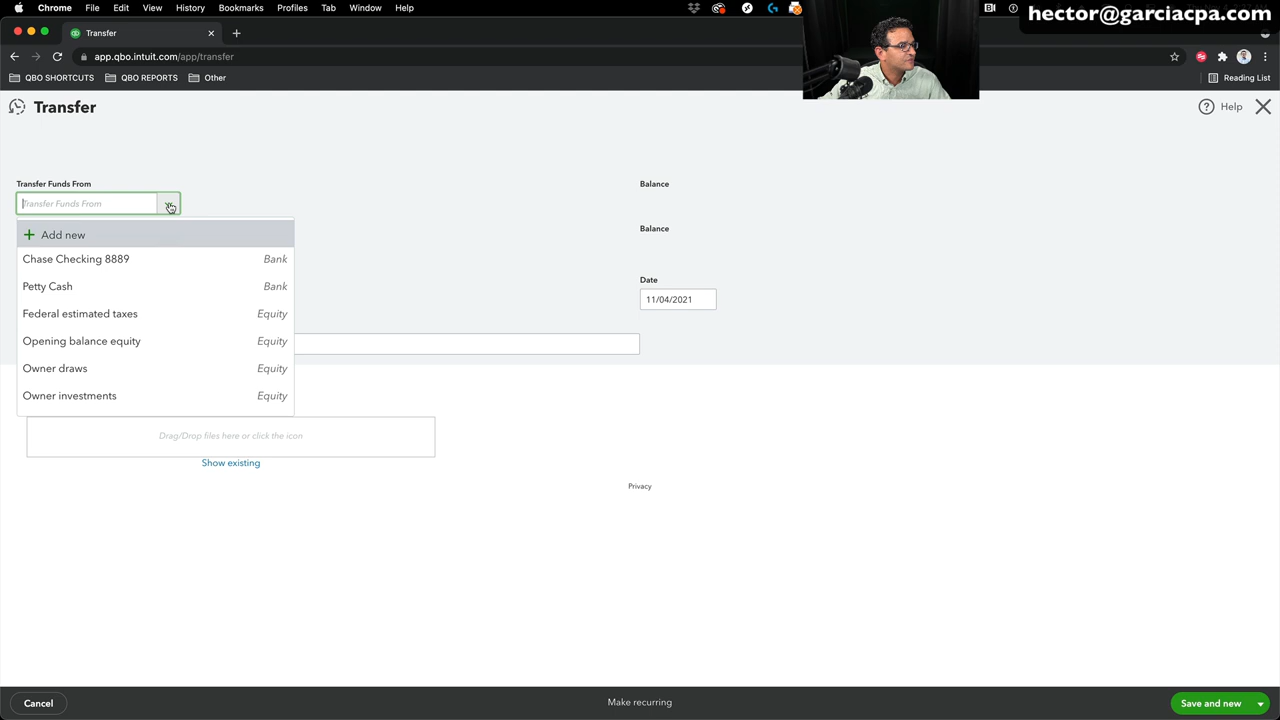 Chrome File Edit View History Bookmarks Profiles Tab Window Help
hector@garciacpa.com
Transfer
app.qbo.intuit.com/app/transfer
QBO SHORTCUTS QBO REPORTS Other Reading List
Transfer Help
Transfer Funds From Balance
Transfer Funds From
Add new Balance
Chase Checking 8889 Bank
Petty Cash Bank Date
11/04/2021
Federal estimated taxes Equity
Opening balance equity Equity
Owner draws Equity
Owner investments Equity
Drag/Drop files here or click the icon
Show existing
Privacy
Cancel Make recurring Save and new